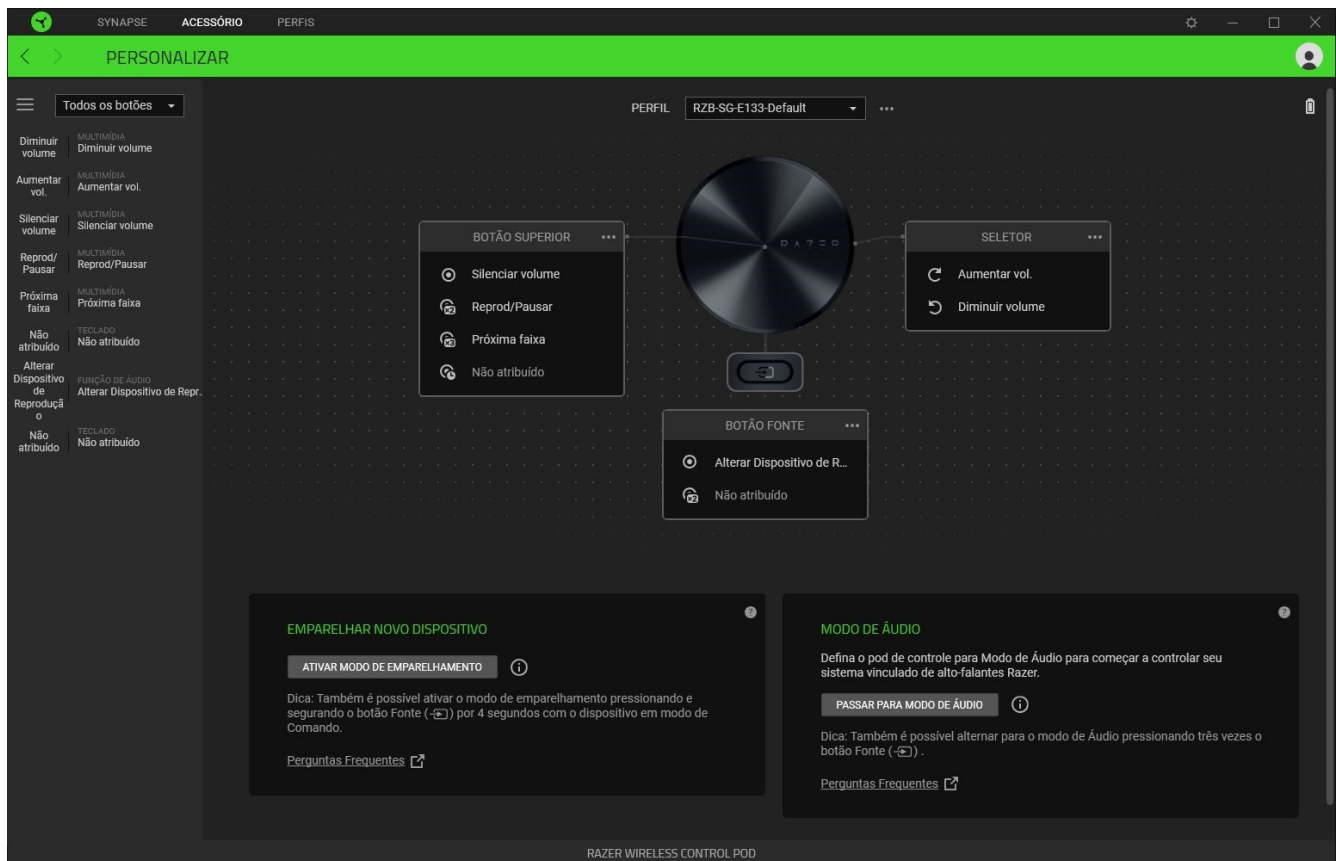 SYNAPSE
ACESSÓRIO
PERFIS
PERSONALIZAR
Todos os botões
PERFIL
RZB-SG-E133-Default
Diminuir
volume
MULTIMÍDIA
Diminuir volume
Aumentar
vol.
MULTIMÍDIA
Aumentar vol.
Silenciar
volume
MULTIMÍDIA
Silenciar volume
Reprod/
Pausar
MULTIMÍDIA
Reprod/Pausar
Próxima
faixa
MULTIMÍDIA
Próxima faixa
Não
atribuído
TECLADO
Não atribuído
Alterar
Dispositivo
de
Reproduçã
o
FUNÇÃO DE ÁUDIO
Alterar Dispositivo de Repr.
Não
atribuído
TECLADO
Não atribuído
RAZER
BOTÃO SUPERIOR
Silenciar volume
x2
Reprod/Pausar
x3
Próxima faixa
Não atribuído
SELETOR
Aumentar vol.
Diminuir volume
BOTÃO FONTE
Alterar Dispositivo de R...
x2
Não atribuído
EMPARELHAR NOVO DISPOSITIVO
ATIVAR MODO DE EMPARELHAMENTO
Dica: Também é possível ativar o modo de emparelhamento pressionando e
segurando o botão Fonte ( ) por 4 segundos com o dispositivo em modo de
Comando.
Perguntas Frequentes
MODO DE ÁUDIO
Defina o pod de controle para Modo de Áudio para começar a controlar seu
sistema vinculado de alto-falantes Razer.
PASSAR PARA MODO DE ÁUDIO
Dica: Também é possível alternar para o modo de Áudio pressionando três vezes o
botão Fonte ( ) .
Perguntas Frequentes
RAZER WIRELESS CONTROL POD